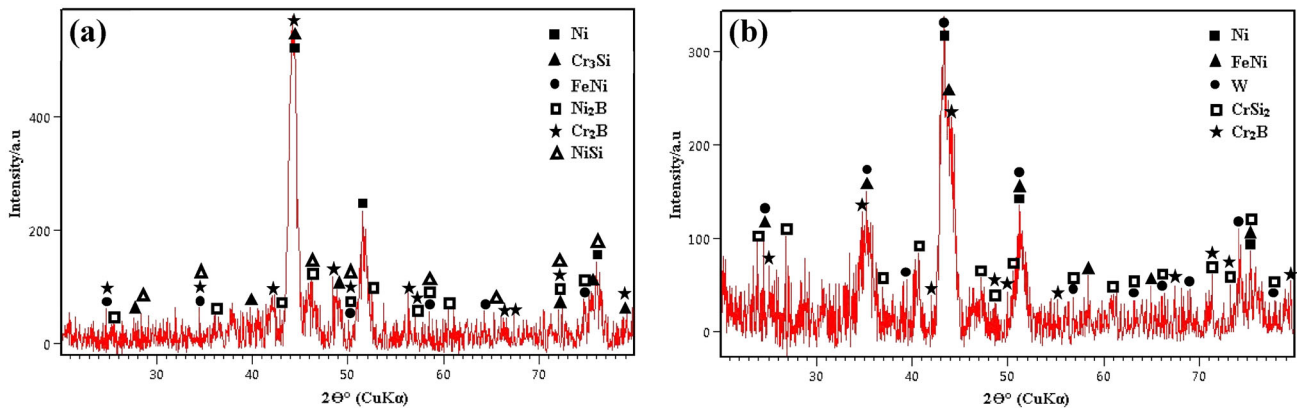 (a)
Ni
Cr₃Si
FeNi
Ni₂B
Cr₂B
NiSi
Intensity/a.u
400
200
0
30 40 50 60 70
2Θ° (CuKα)
(b)
Ni
FeNi
W
CrSi₂
Cr₂B
Intensity/a.u
300
200
100
0
30 40 50 60 70
2Θ° (CuKα)